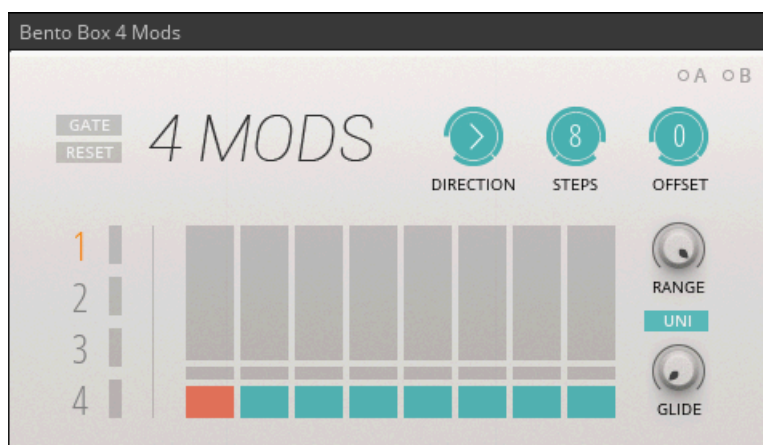 Bento Box 4 Mods
A B
GATE
RESET
4 MODS
> 8 0
DIRECTION STEPS OFFSET
1
2
3
4
RANGE
UNI
GLIDE